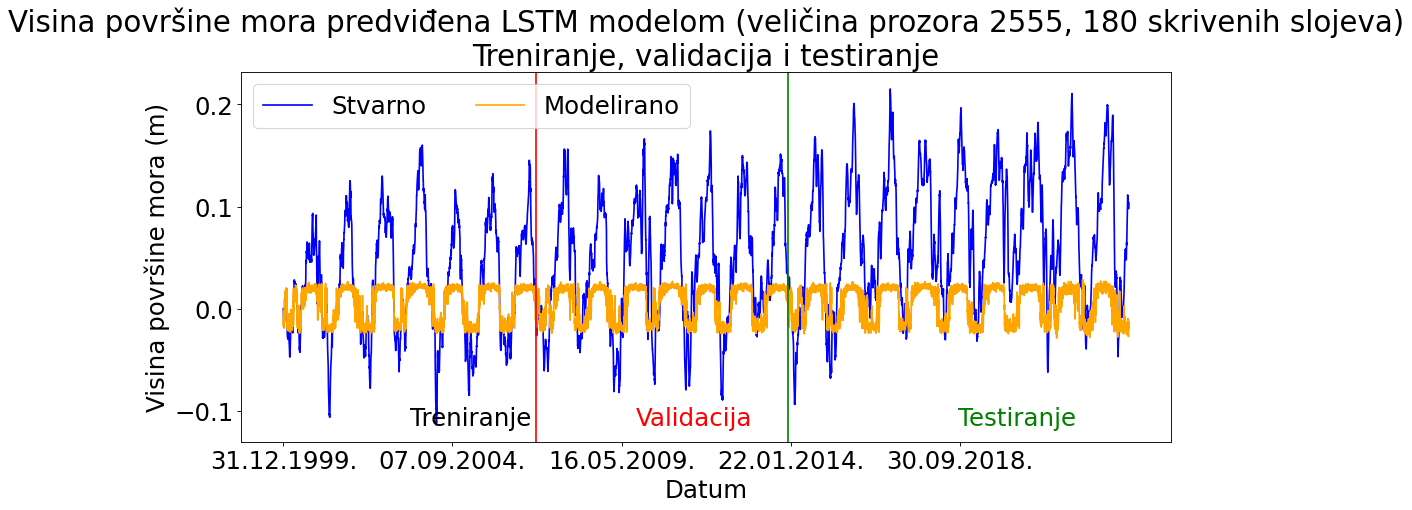 Visina površine mora predviđena LSTM modelom (veličina prozora 2555, 180 skrivenih slojeva)
Treniranje, validacija i testiranje
Stvarno Modelirano
Visina površine mora (m)
0.2
0.1
0.0
−0.1
Treniranje Validacija Testiranje
31.12.1999. 07.09.2004. 16.05.2009. 22.01.2014. 30.09.2018.
Datum